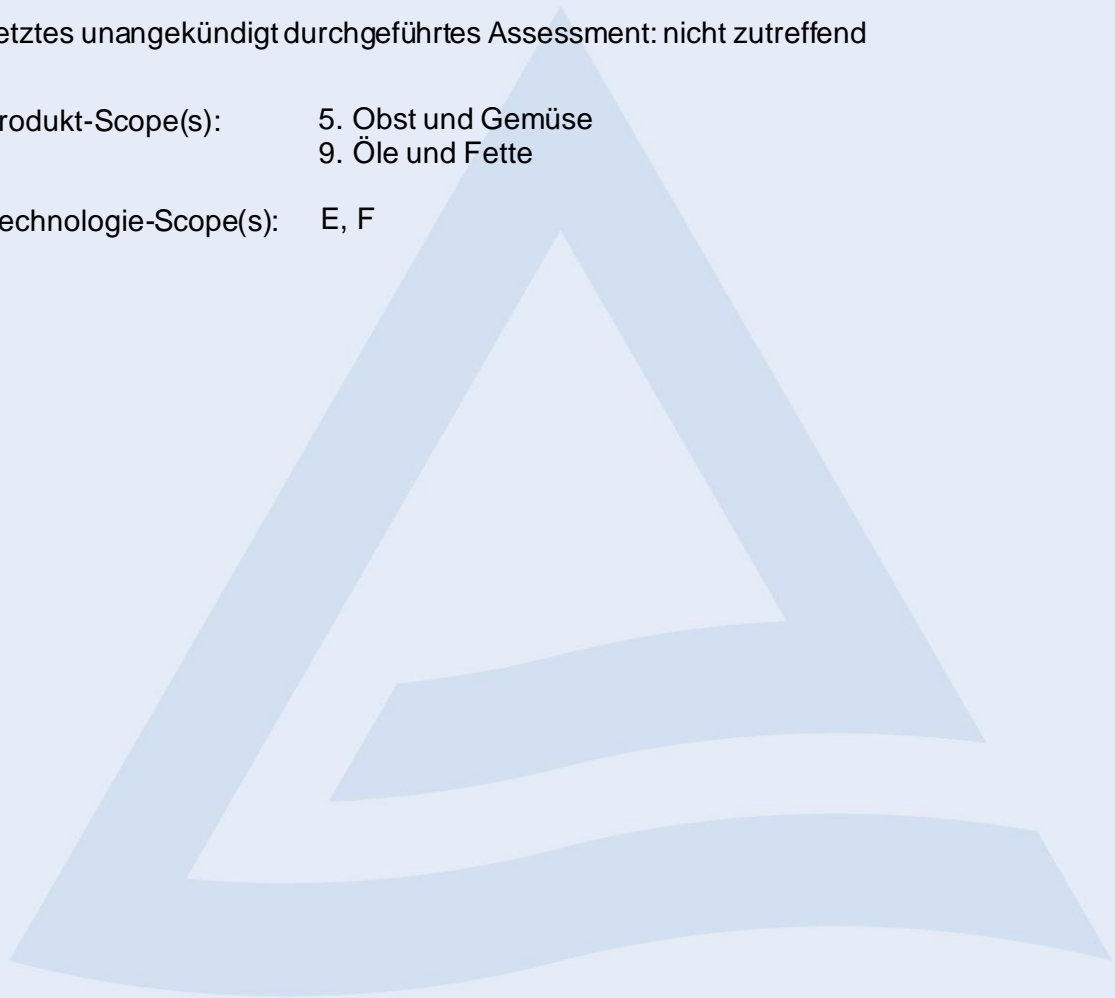 etztes unangekündigt durchgeführtes Assessment: nicht zutreffend
rodukt-Scope(s): 5. Obst und Gemüse
9. Öle und Fette
echnologie-Scope(s): E, F